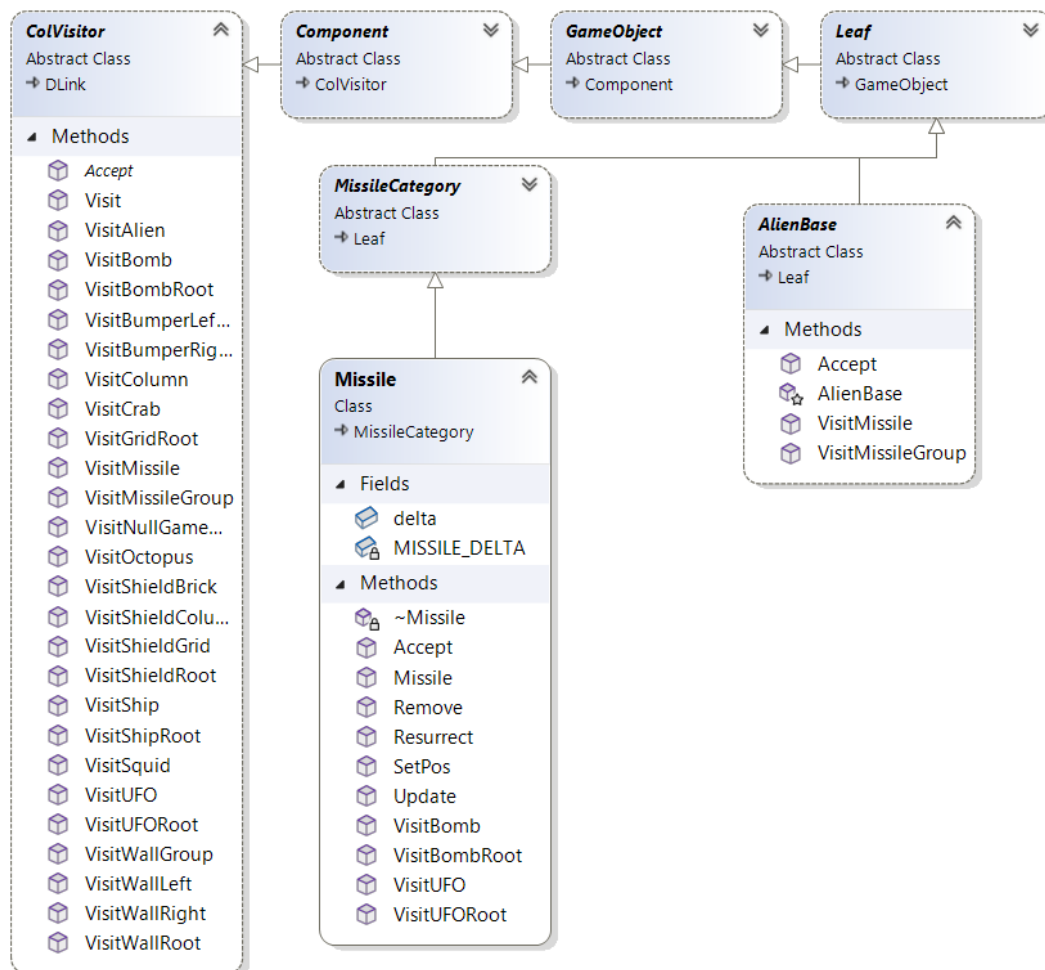 ColVisitor
Abstract Class
DLink
Methods
Accept
Visit
VisitAlien
VisitBomb
VisitBombRoot
VisitBumperLef...
VisitBumperRig...
VisitColumn
VisitCrab
VisitGridRoot
VisitMissile
VisitMissileGroup
VisitNullGame...
VisitOctopus
VisitShieldBrick
VisitShieldColu...
VisitShieldGrid
VisitShieldRoot
VisitShip
VisitShipRoot
VisitSquid
VisitUFO
VisitUFORoot
VisitWallGroup
VisitWallLeft
VisitWallRight
VisitWallRoot
Component
Abstract Class
ColVisitor
GameObject
Abstract Class
Component
Leaf
Abstract Class
GameObject
MissileCategory
Abstract Class
Leaf
Missile
Class
MissileCategory
Fields
delta
MISSILE_DELTA
Methods
~Missile
Accept
Missile
Remove
Resurrect
SetPos
Update
VisitBomb
VisitBombRoot
VisitUFO
VisitUFORoot
AlienBase
Abstract Class
Leaf
Methods
Accept
AlienBase
VisitMissile
VisitMissileGroup